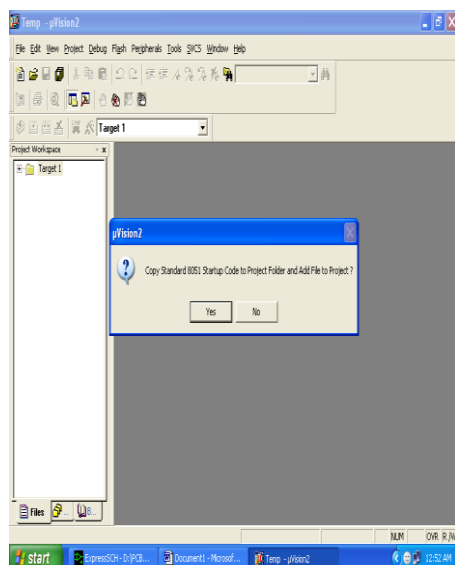 Temp - µVision2
File Edit View Project Debug Flash Peripherals Tools SVCS Window Help
Target 1
Project Workspace
Target 1
µVision2
Copy Standard 8051 Startup Code to Project Folder and Add File to Project ?
Yes No
Files B...
NUM OVR R/W
start ExpressSCH - D:\PCB... Document1 - Microsof... Temp - µVision2 12:52 AM